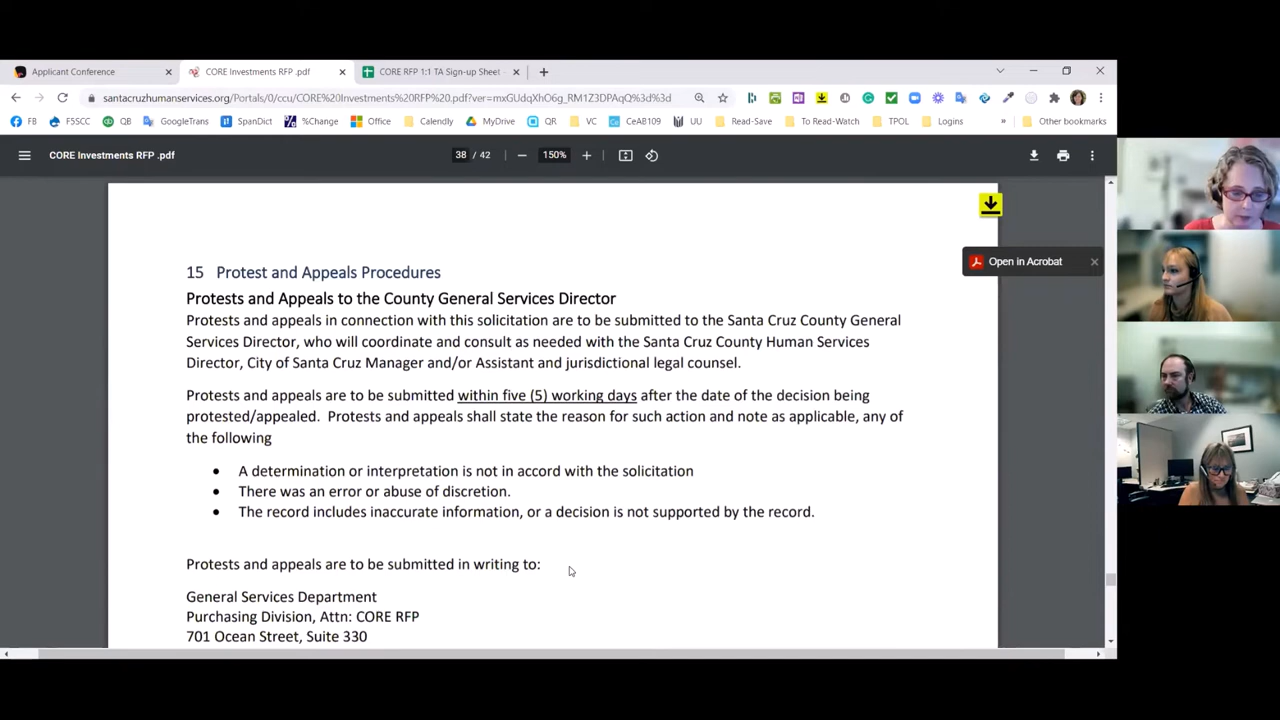 Applicant Conference
CORE Investments RFP .pdf
CORE RFP 1:1 TA Sign-up Sheet -
santacruzhumanservices.org/Portals/0/ccu/CORE%20Investments%20RFP%20.pdf?ver=mxGUdqXhO6g_RM1Z3DPAqQ%3d%3d
FB
F5SCC
QB
GoogleTrans
SpanDict
%Change
Office
Calendly
MyDrive
QR
VC
CeAB109
UU
Read-Save
To Read-Watch
TPOL
Logins
»
Other bookmarks
CORE Investments RFP .pdf
38 / 42
150%
Open in Acrobat
15 Protest and Appeals Procedures
Protests and Appeals to the County General Services Director
Protests and appeals in connection with this solicitation are to be submitted to the Santa Cruz County General
Services Director, who will coordinate and consult as needed with the Santa Cruz County Human Services
Director, City of Santa Cruz Manager and/or Assistant and jurisdictional legal counsel.
Protests and appeals are to be submitted within five (5) working days after the date of the decision being
protested/appealed. Protests and appeals shall state the reason for such action and note as applicable, any of
the following
• A determination or interpretation is not in accord with the solicitation
• There was an error or abuse of discretion.
• The record includes inaccurate information, or a decision is not supported by the record.
Protests and appeals are to be submitted in writing to:
General Services Department
Purchasing Division, Attn: CORE RFP
701 Ocean Street, Suite 330